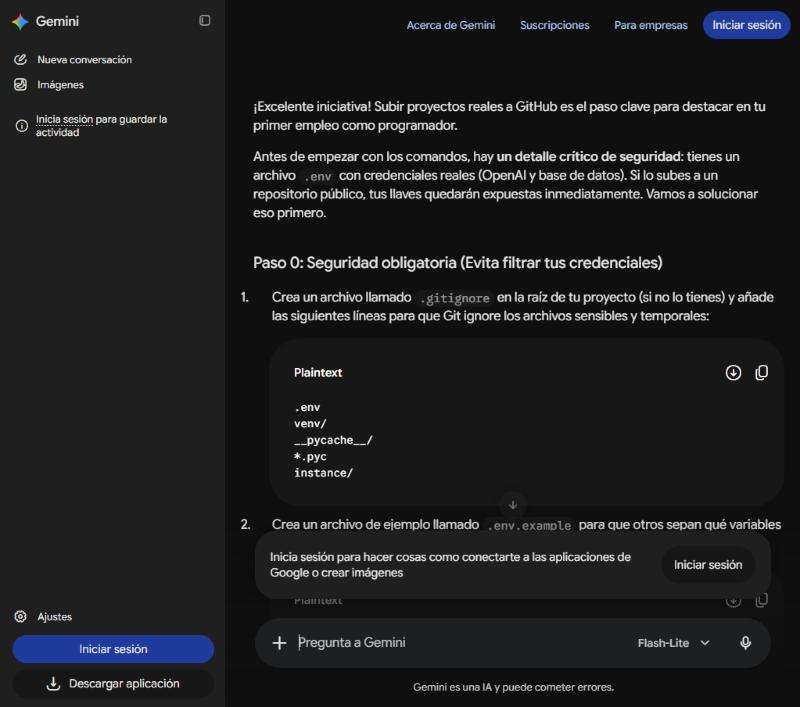 Gemini
Nueva conversación
Imágenes
Inicia sesión para guardar la
actividad
Ajustes
Iniciar sesión
Descargar aplicación
Acerca de Gemini
Suscripciones
Para empresas
Iniciar sesión
¡Excelente iniciativa! Subir proyectos reales a GitHub es el paso clave para destacar en tu
primer empleo como programador.
Antes de empezar con los comandos, hay un detalle crítico de seguridad: tienes un
archivo .env con credenciales reales (OpenAI y base de datos). Si lo subes a un
repositorio público, tus llaves quedarán expuestas inmediatamente. Vamos a solucionar
eso primero.
Paso 0: Seguridad obligatoria (Evita filtrar tus credenciales)
1. Crea un archivo llamado .gitignore en la raíz de tu proyecto (si no lo tienes) y añade
las siguientes líneas para que Git ignore los archivos sensibles y temporales:
Plaintext
.env
venv/
__pycache__/
*.pyc
instance/
2. Crea un archivo de ejemplo llamado .env.example para que otros sepan qué variables
Inicia sesión para hacer cosas como conectarte a las aplicaciones de
Google o crear imágenes
Iniciar sesión
Plaintext
Pregunta a Gemini
Flash-Lite
Gemini es una IA y puede cometer errores.